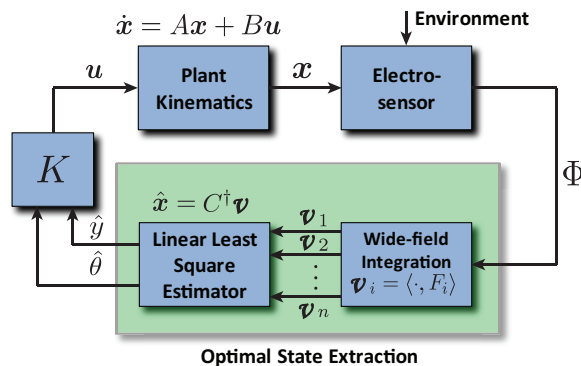 Environment
ẋ = Ax + Bu
u
Plant
Kinematics
x
Electro-
sensor
K
Φ
x̂ = C†𝒗
ŷ
θ̂
Linear Least
Square
Estimator
𝒗1
𝒗2
⋮
𝒗n
Wide-field
Integration
𝒗i = ⟨·, Fi⟩
Optimal State Extraction